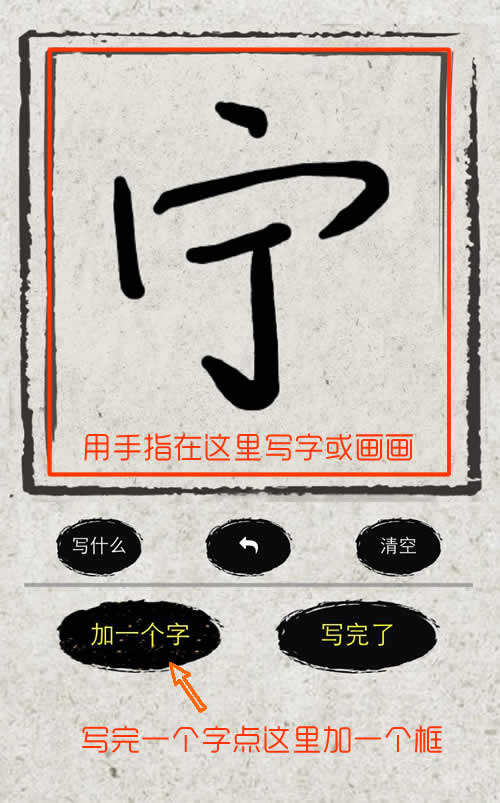 宁
用手指在这里写字或画画
写什么
清空
加一个字
写完了
写完一个字点这里加一个框